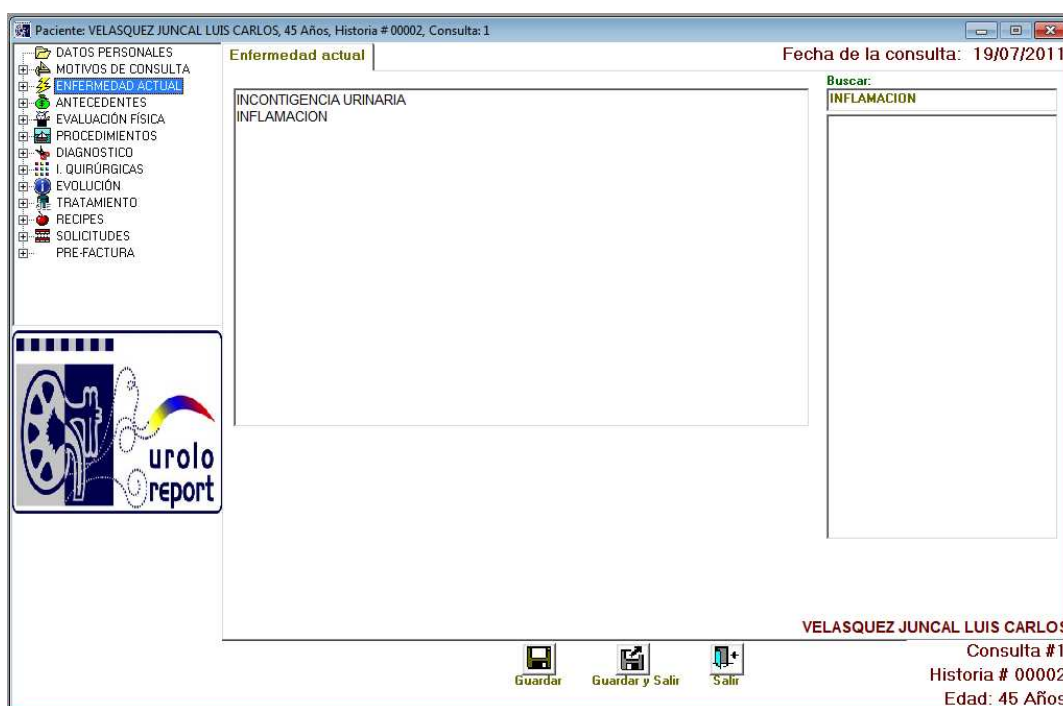 Paciente: VELASQUEZ JUNCAL LUIS CARLOS, 45 Años, Historia # 00002, Consulta: 1
DATOS PERSONALES
MOTIVOS DE CONSULTA
ENFERMEDAD ACTUAL
ANTECEDENTES
EVALUACIÓN FÍSICA
PROCEDIMIENTOS
DIAGNOSTICO
I. QUIRÚRGICAS
EVOLUCIÓN
TRATAMIENTO
RECIPES
SOLICITUDES
PRE-FACTURA
urolo
report
Enfermedad actual
Fecha de la consulta: 19/07/2011
INCONTIGENCIA URINARIA
INFLAMACION
Buscar:
INFLAMACION
VELASQUEZ JUNCAL LUIS CARLOS
Consulta #1
Historia # 00002
Edad: 45 Años
Guardar
Guardar y Salir
Salir